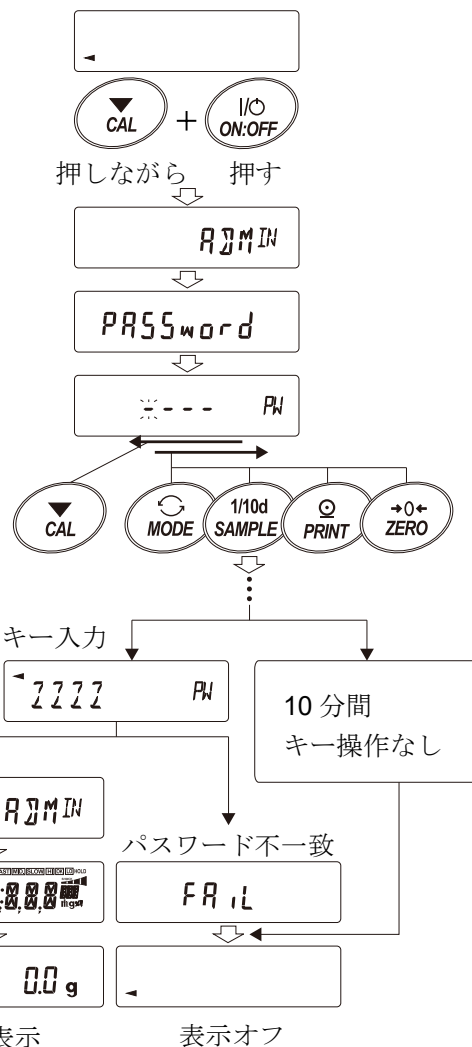 CAL + I/⏻ ON:OFF
押しながら 押す
ADMIN
PASSword
- - - - PW
CAL MODE 1/10d SAMPLE PRINT →0← ZERO
キー入力
ZZZZ PW
10 分間
キー操作なし
ADMIN
パスワード不一致
FAiL
0.0 g
表示
表示オフ